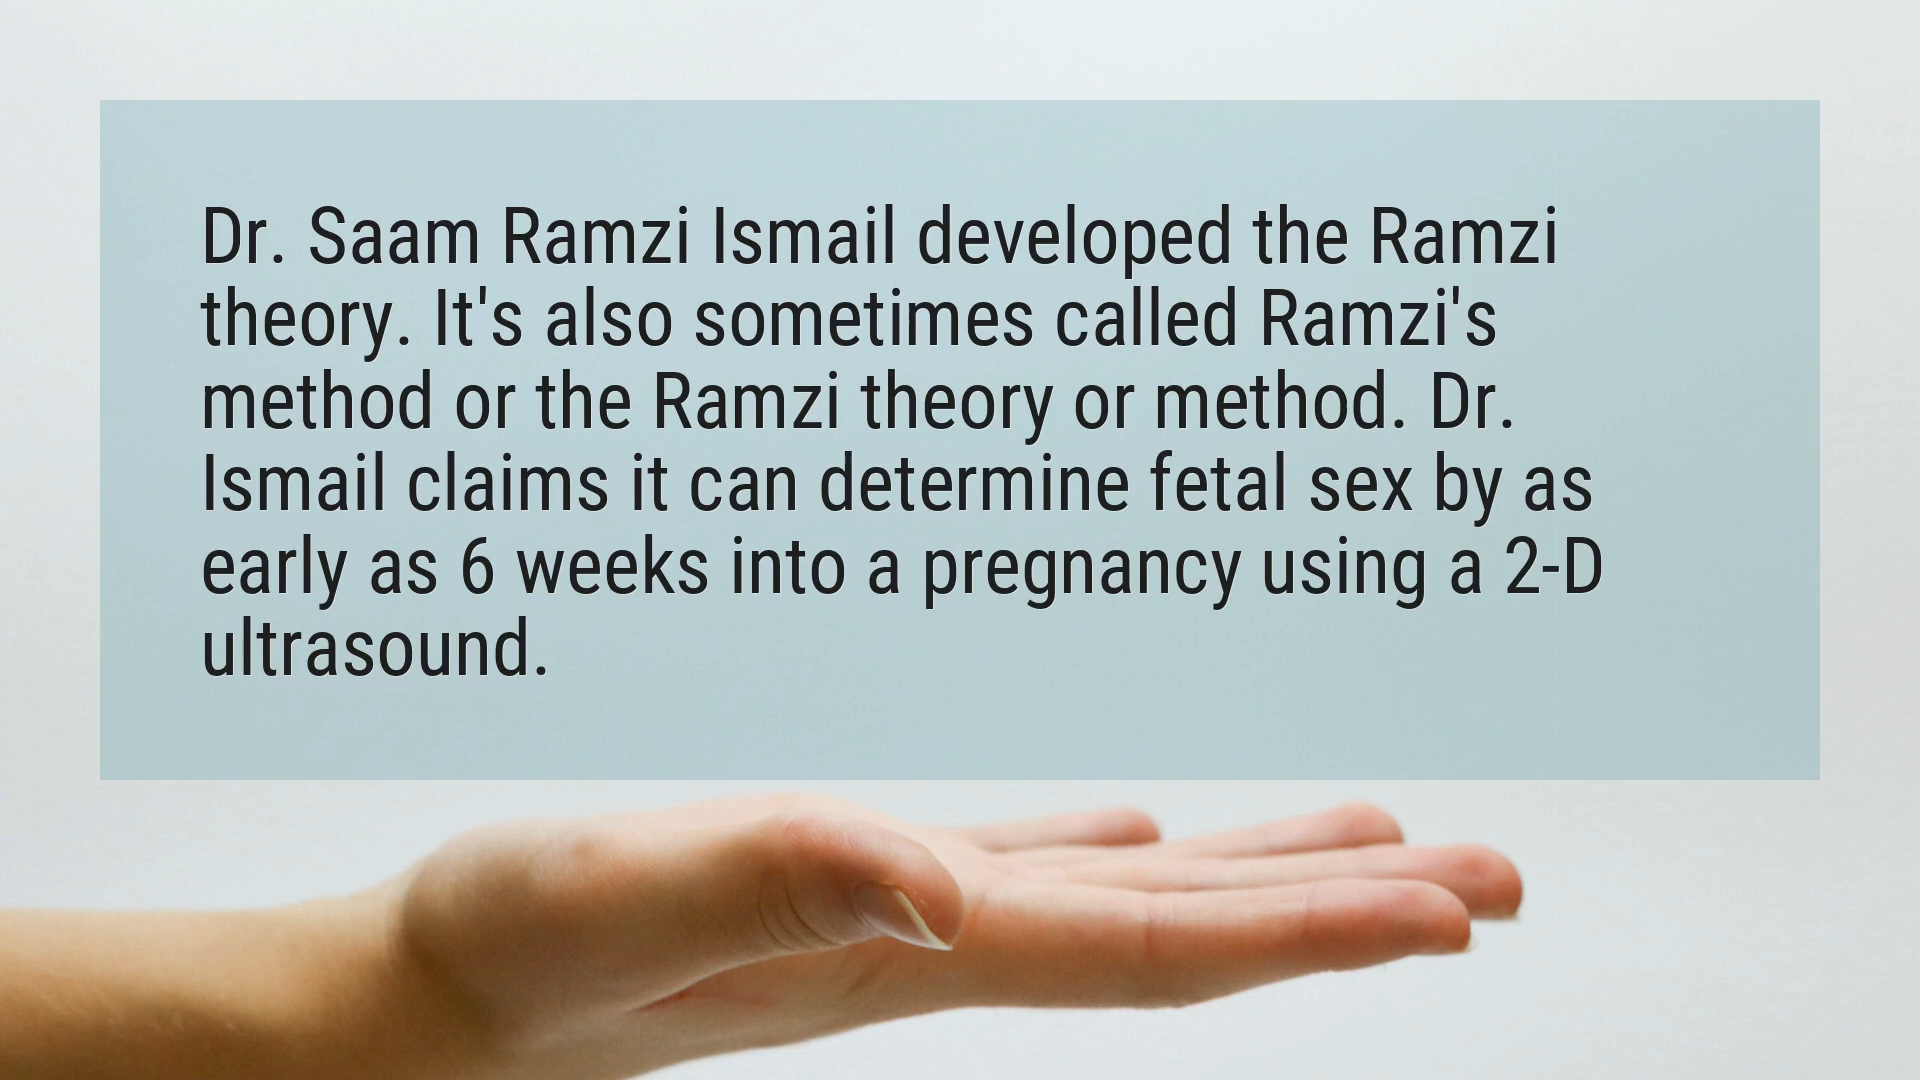 Dr. Saam Ramzi Ismail developed the Ramzi
theory. It's also sometimes called Ramzi's
method or the Ramzi theory or method. Dr.
Ismail claims it can determine fetal sex by as
early as 6 weeks into a pregnancy using a 2-D
ultrasound.